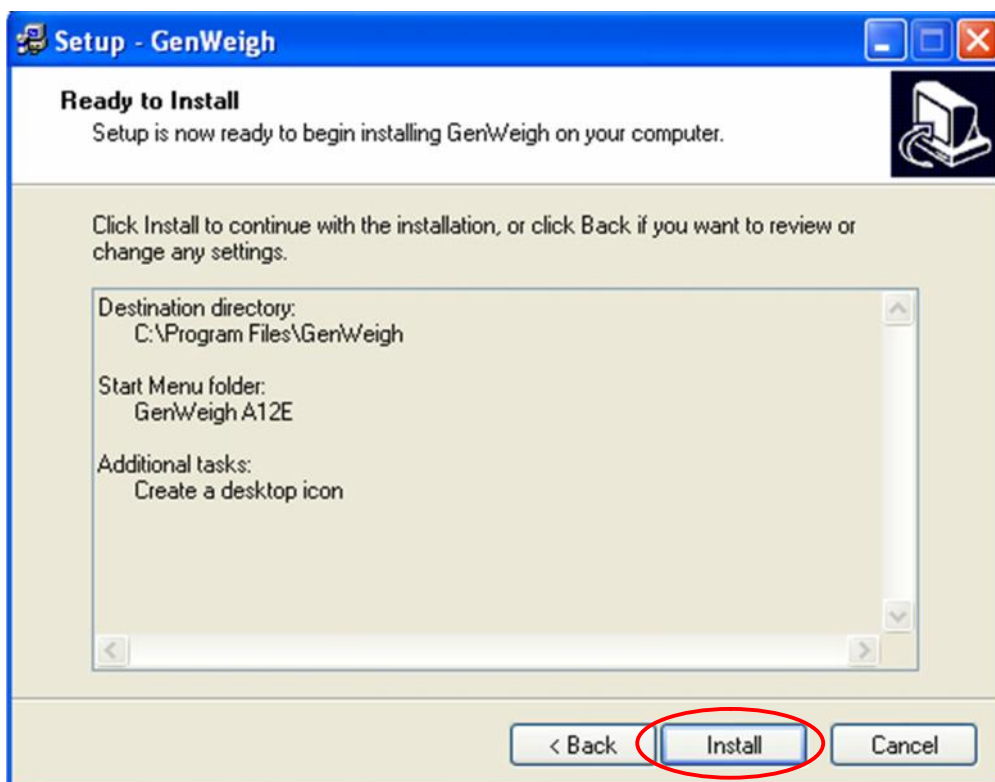 Setup - GenWeigh
Ready to Install
Setup is now ready to begin installing GenWeigh on your computer.
Click Install to continue with the installation, or click Back if you want to review or
change any settings.
Destination directory:
C:\Program Files\GenWeigh
Start Menu folder:
GenWeigh A12E
Additional tasks:
Create a desktop icon
< Back
Install
Cancel